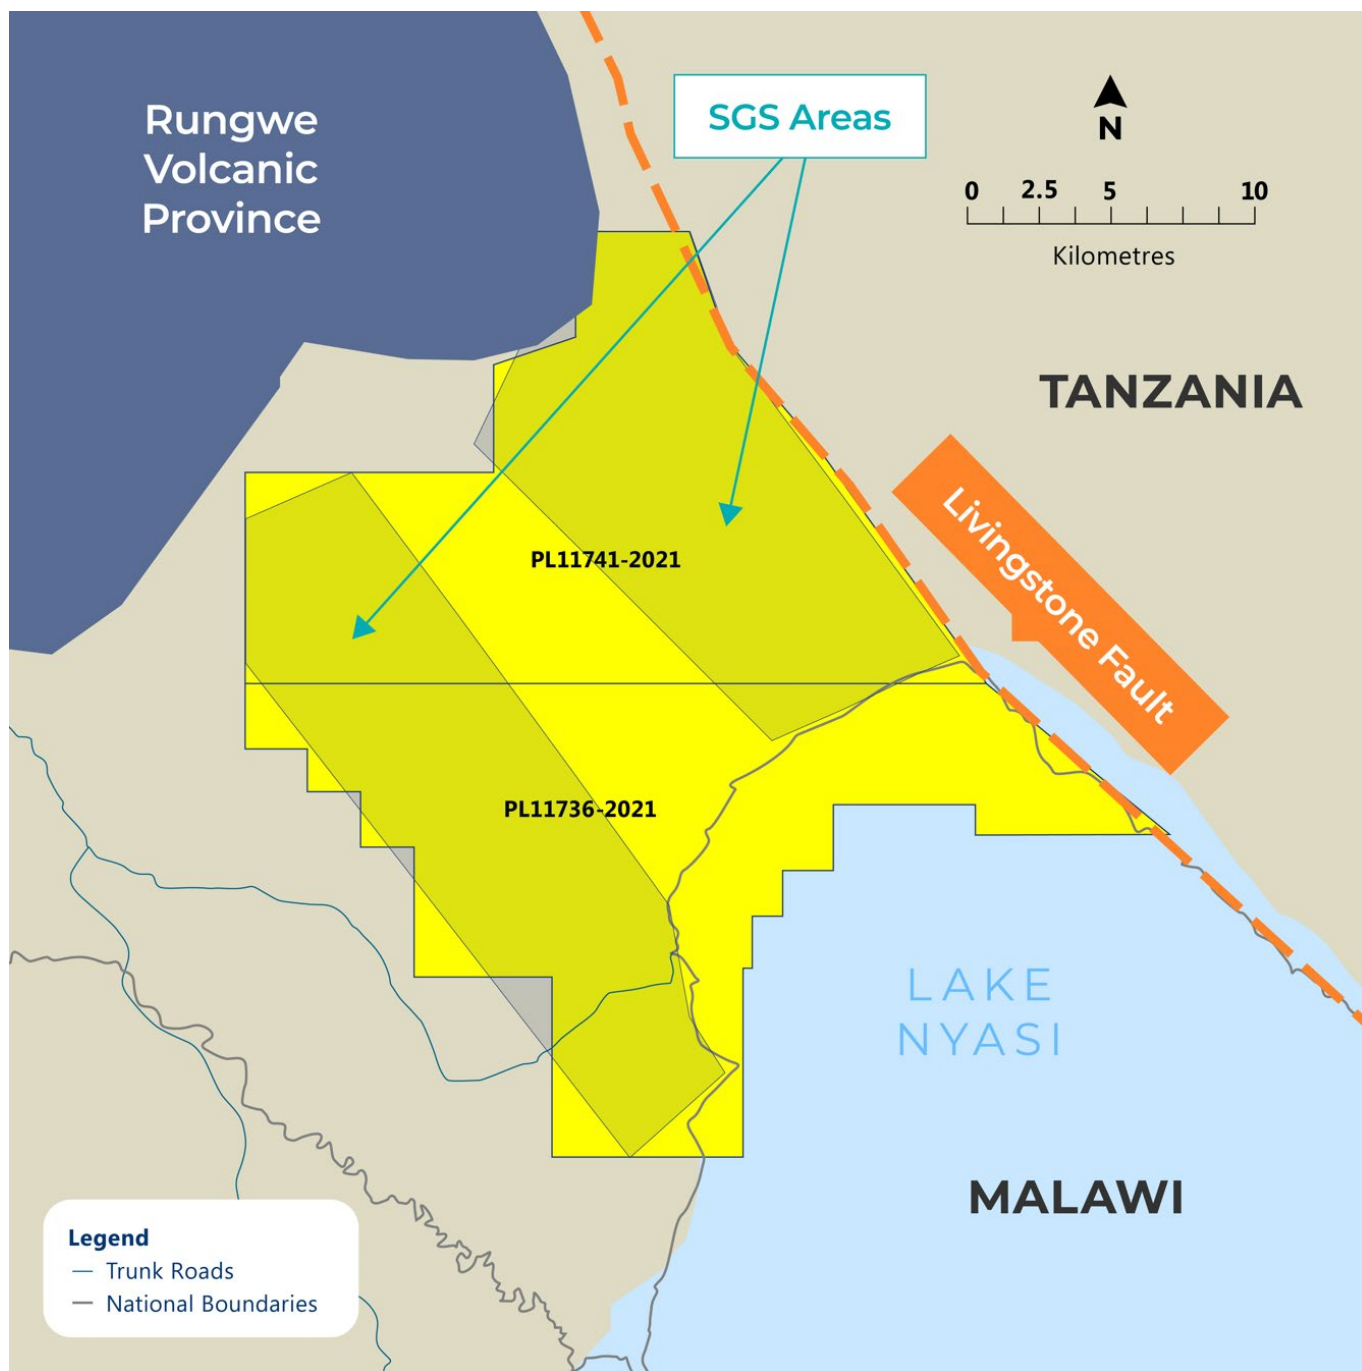 Rungwe
Volcanic
Province
SGS Areas
N
0 2.5 5 10
Kilometres
TANZANIA
Livingstone Fault
PL11741-2021
PL11736-2021
LAKE
NYASI
MALAWI
Legend
Trunk Roads
National Boundaries